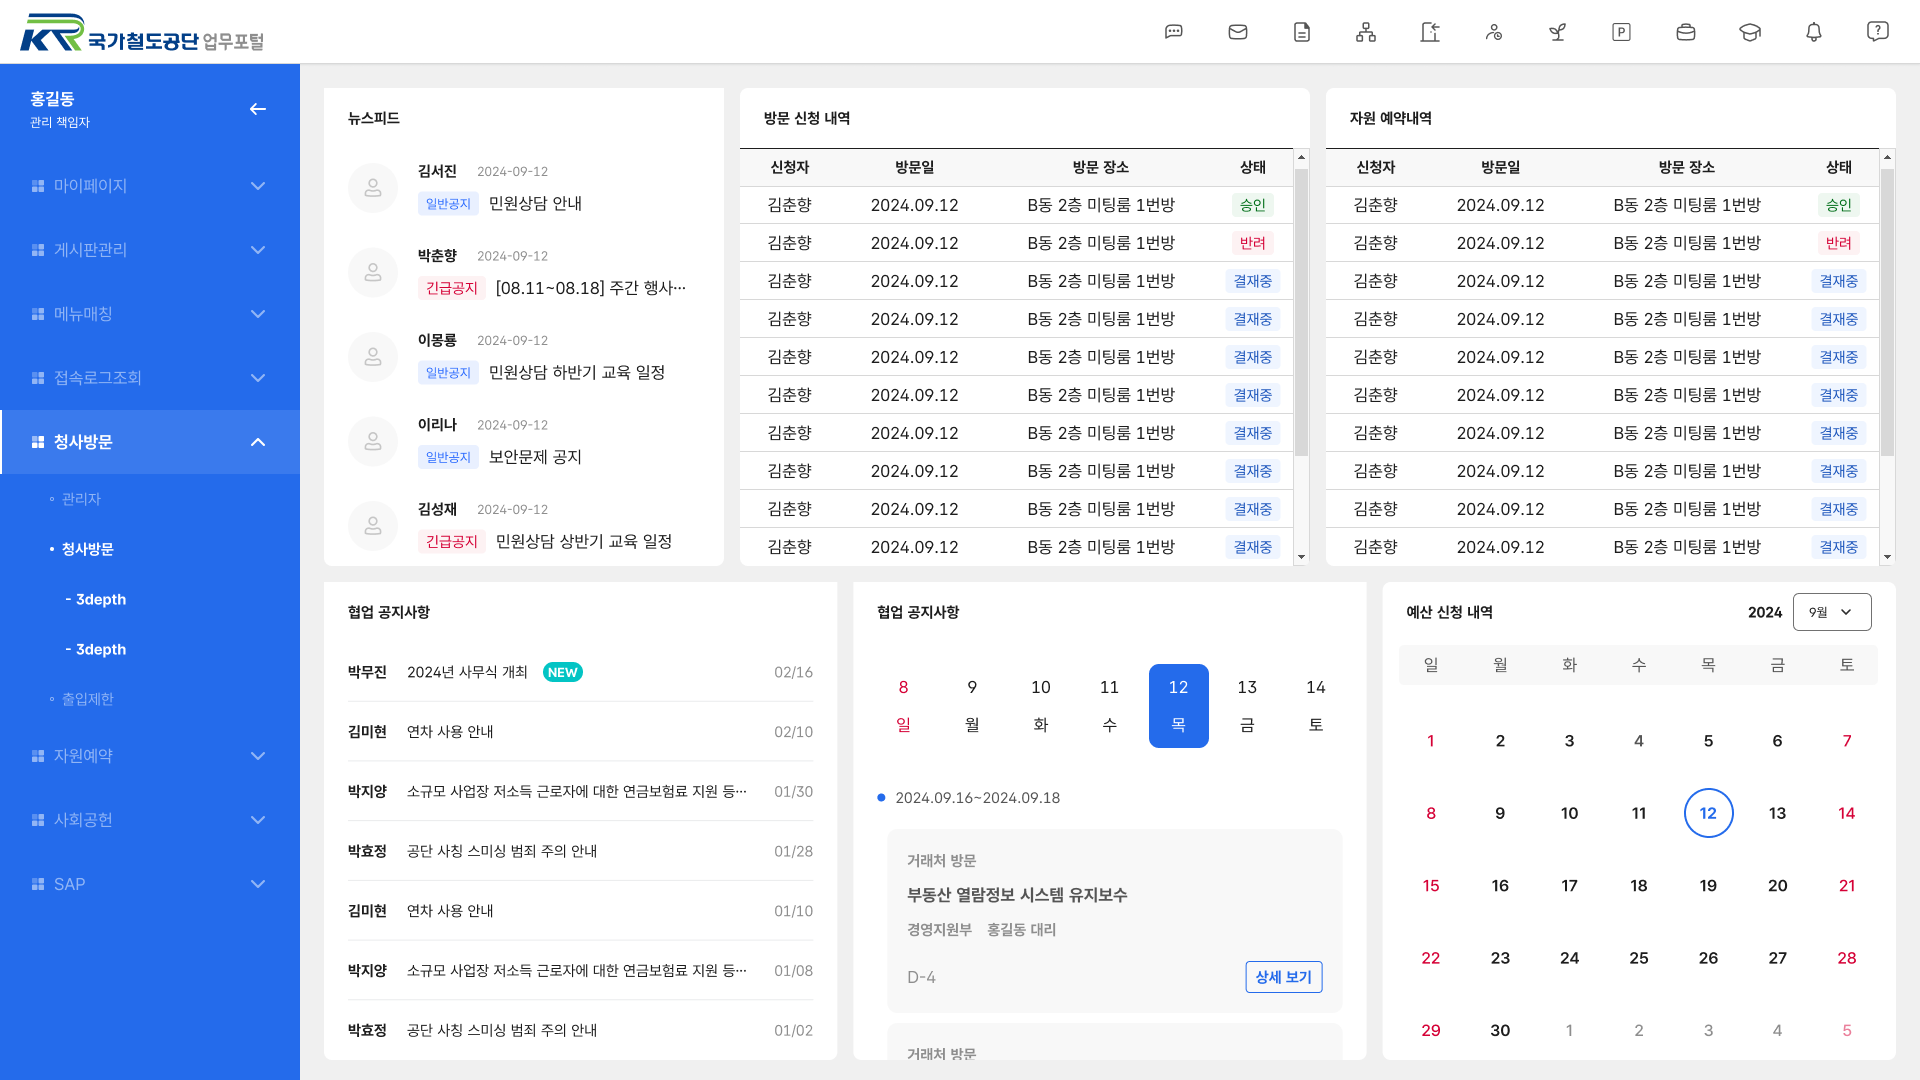 KR 국가철도공단 업무포털
P
?
홍길동
관리 책임자
마이페이지
게시판관리
메뉴매칭
접속로그조회
청사방문
관리자
청사방문
- 3depth
- 3depth
출입제한
자원예약
사회공헌
SAP
뉴스피드
김서진 2024-09-12
일반공지 민원상담 안내
박춘향 2024-09-12
긴급공지 [08.11~08.18] 주간 행사…
이몽룡 2024-09-12
일반공지 민원상담 하반기 교육 일정
이리나 2024-09-12
일반공지 보안문제 공지
김성재 2024-09-12
긴급공지 민원상담 상반기 교육 일정
방문 신청 내역
신청자 방문일 방문 장소 상태
김춘향 2024.09.12 B동 2층 미팅룸 1번방 승인
김춘향 2024.09.12 B동 2층 미팅룸 1번방 반려
김춘향 2024.09.12 B동 2층 미팅룸 1번방 결재중
김춘향 2024.09.12 B동 2층 미팅룸 1번방 결재중
김춘향 2024.09.12 B동 2층 미팅룸 1번방 결재중
김춘향 2024.09.12 B동 2층 미팅룸 1번방 결재중
김춘향 2024.09.12 B동 2층 미팅룸 1번방 결재중
김춘향 2024.09.12 B동 2층 미팅룸 1번방 결재중
김춘향 2024.09.12 B동 2층 미팅룸 1번방 결재중
김춘향 2024.09.12 B동 2층 미팅룸 1번방 결재중
자원 예약내역
신청자 방문일 방문 장소 상태
김춘향 2024.09.12 B동 2층 미팅룸 1번방 승인
김춘향 2024.09.12 B동 2층 미팅룸 1번방 반려
김춘향 2024.09.12 B동 2층 미팅룸 1번방 결재중
김춘향 2024.09.12 B동 2층 미팅룸 1번방 결재중
김춘향 2024.09.12 B동 2층 미팅룸 1번방 결재중
김춘향 2024.09.12 B동 2층 미팅룸 1번방 결재중
김춘향 2024.09.12 B동 2층 미팅룸 1번방 결재중
김춘향 2024.09.12 B동 2층 미팅룸 1번방 결재중
김춘향 2024.09.12 B동 2층 미팅룸 1번방 결재중
김춘향 2024.09.12 B동 2층 미팅룸 1번방 결재중
협업 공지사항
박무진 2024년 사무식 개최 NEW 02/16
김미현 연차 사용 안내 02/10
박지양 소규모 사업장 저소득 근로자에 대한 연금보험료 지원 등… 01/30
박효정 공단 사칭 스미싱 범죄 주의 안내 01/28
김미현 연차 사용 안내 01/10
박지양 소규모 사업장 저소득 근로자에 대한 연금보험료 지원 등… 01/08
박효정 공단 사칭 스미싱 범죄 주의 안내 01/02
협업 공지사항
8 9 10 11 12 13 14
일 월 화 수 목 금 토
2024.09.16~2024.09.18
거래처 방문
부동산 열람정보 시스템 유지보수
경영지원부 홍길동 대리
D-4 상세 보기
거래처 방문
예산 신청 내역 2024 9월
일 월 화 수 목 금 토
1 2 3 4 5 6 7
8 9 10 11 12 13 14
15 16 17 18 19 20 21
22 23 24 25 26 27 28
29 30 1 2 3 4 5